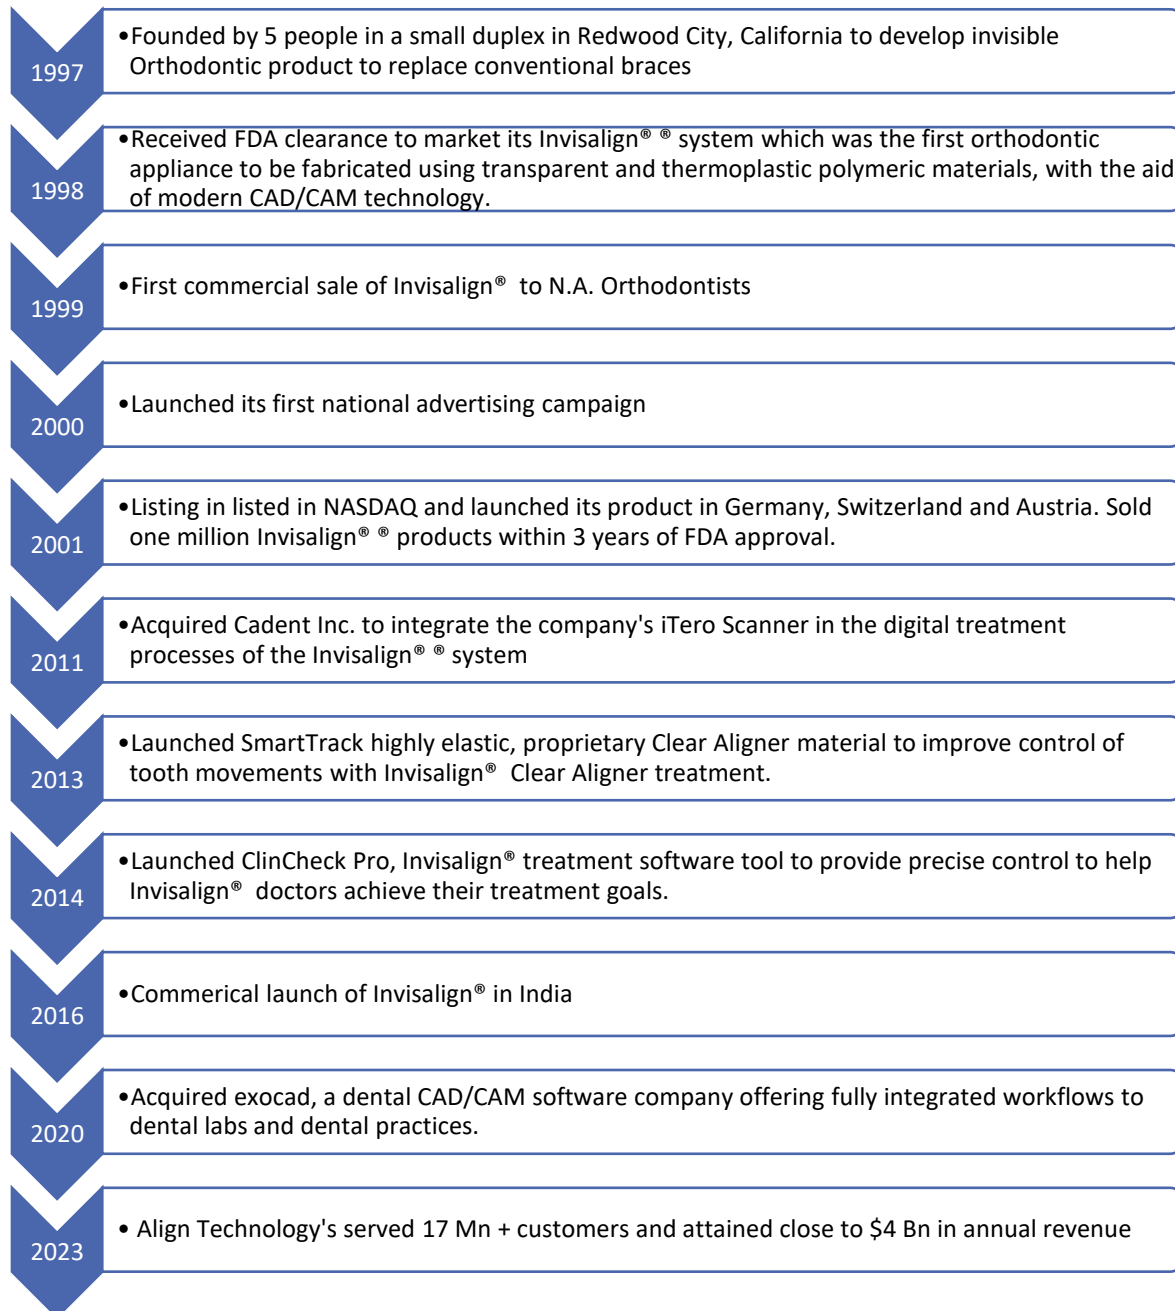 1997
•Founded by 5 people in a small duplex in Redwood City, California to develop invisible
Orthodontic product to replace conventional braces
1998
•Received FDA clearance to market its Invisalign® ® system which was the first orthodontic
appliance to be fabricated using transparent and thermoplastic polymeric materials, with the aid
of modern CAD/CAM technology.
1999
•First commercial sale of Invisalign® to N.A. Orthodontists
2000
•Launched its first national advertising campaign
2001
•Listing in listed in NASDAQ and launched its product in Germany, Switzerland and Austria. Sold
one million Invisalign® ® products within 3 years of FDA approval.
2011
•Acquired Cadent Inc. to integrate the company's iTero Scanner in the digital treatment
processes of the Invisalign® ® system
2013
•Launched SmartTrack highly elastic, proprietary Clear Aligner material to improve control of
tooth movements with Invisalign® Clear Aligner treatment.
2014
•Launched ClinCheck Pro, Invisalign® treatment software tool to provide precise control to help
Invisalign® doctors achieve their treatment goals.
2016
•Commerical launch of Invisalign® in India
2020
•Acquired exocad, a dental CAD/CAM software company offering fully integrated workflows to
dental labs and dental practices.
2023
• Align Technology's served 17 Mn + customers and attained close to $4 Bn in annual revenue